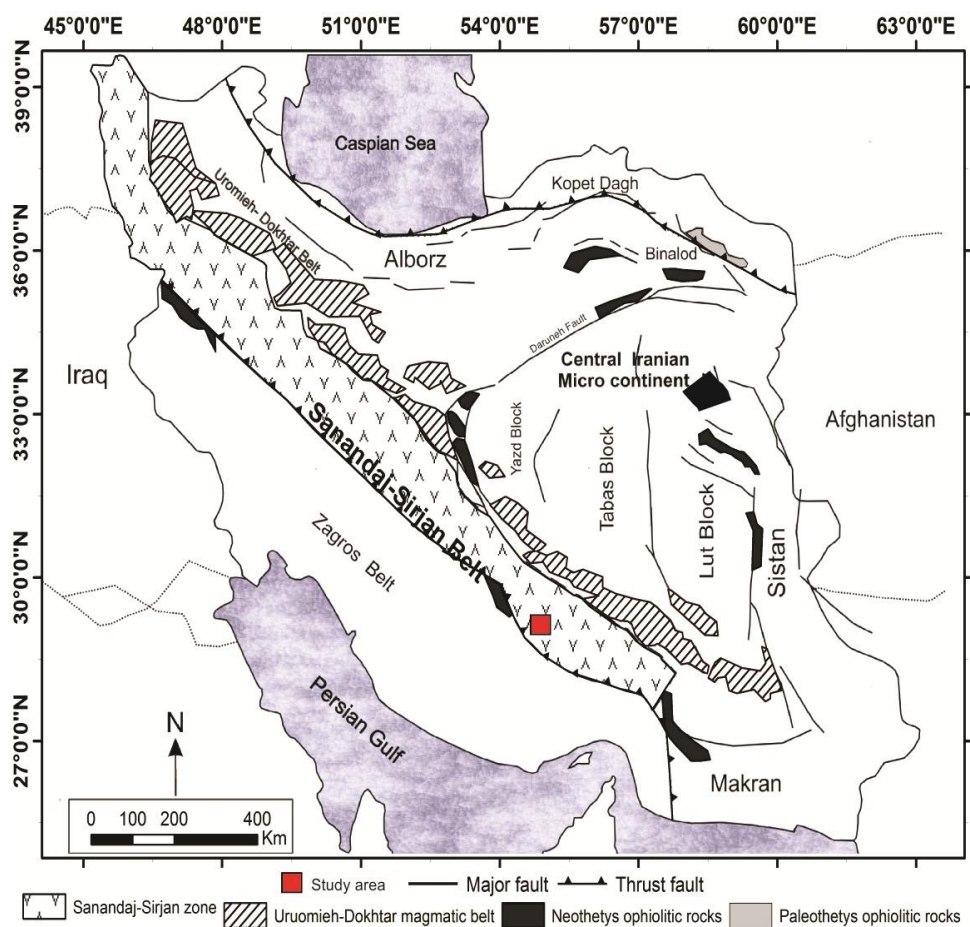 45°0'0"E 48°0'0"E 51°0'0"E 54°0'0"E 57°0'0"E 60°0'0"E 63°0'0"E
39°0'0"N
36°0'0"N
33°0'0"N
30°0'0"N
27°0'0"N
Caspian Sea
Kopet Dagh
Uromieh- Dokhtar Belt
Alborz
Binalod
Daruneh Fault
Central Iranian
Micro continent
Iraq
Afghanistan
Sanandaj-Sirjan Belt
Yazd Block
Tabas Block
Lut Block
Sistan
Zagros Belt
Persian Gulf
Makran
N
0 100 200 400
Km
Study area Major fault Thrust fault
Sanandaj-Sirjan zone Uruomieh-Dokhtar magmatic belt Neothetys ophiolitic rocks Paleothetys ophiolitic rocks